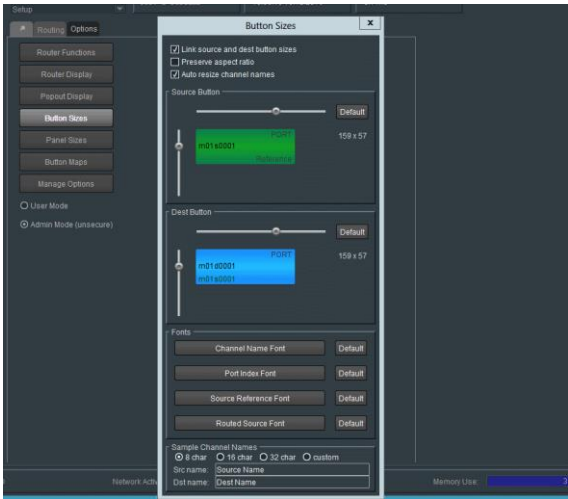 Setup
Routing Options
Router Functions
Router Display
Popout Display
Button Sizes
Panel Sizes
Button Maps
Manage Options
User Mode
Admin Mode (unsecure)
Button Sizes x
Link source and dest button sizes
Preserve aspect ratio
Auto resize channel names
Source Button
Default
PORT
m01s0001
Reference
159 x 57
Dest Button
Default
PORT
m01d0001
m01s0001
159 x 57
Fonts
Channel Name Font Default
Port Index Font Default
Source Reference Font Default
Routed Source Font Default
Sample Channel Names
8 char 16 char 32 char custom
Src name: Source Name
Dst name: Dest Name
Memory Use: